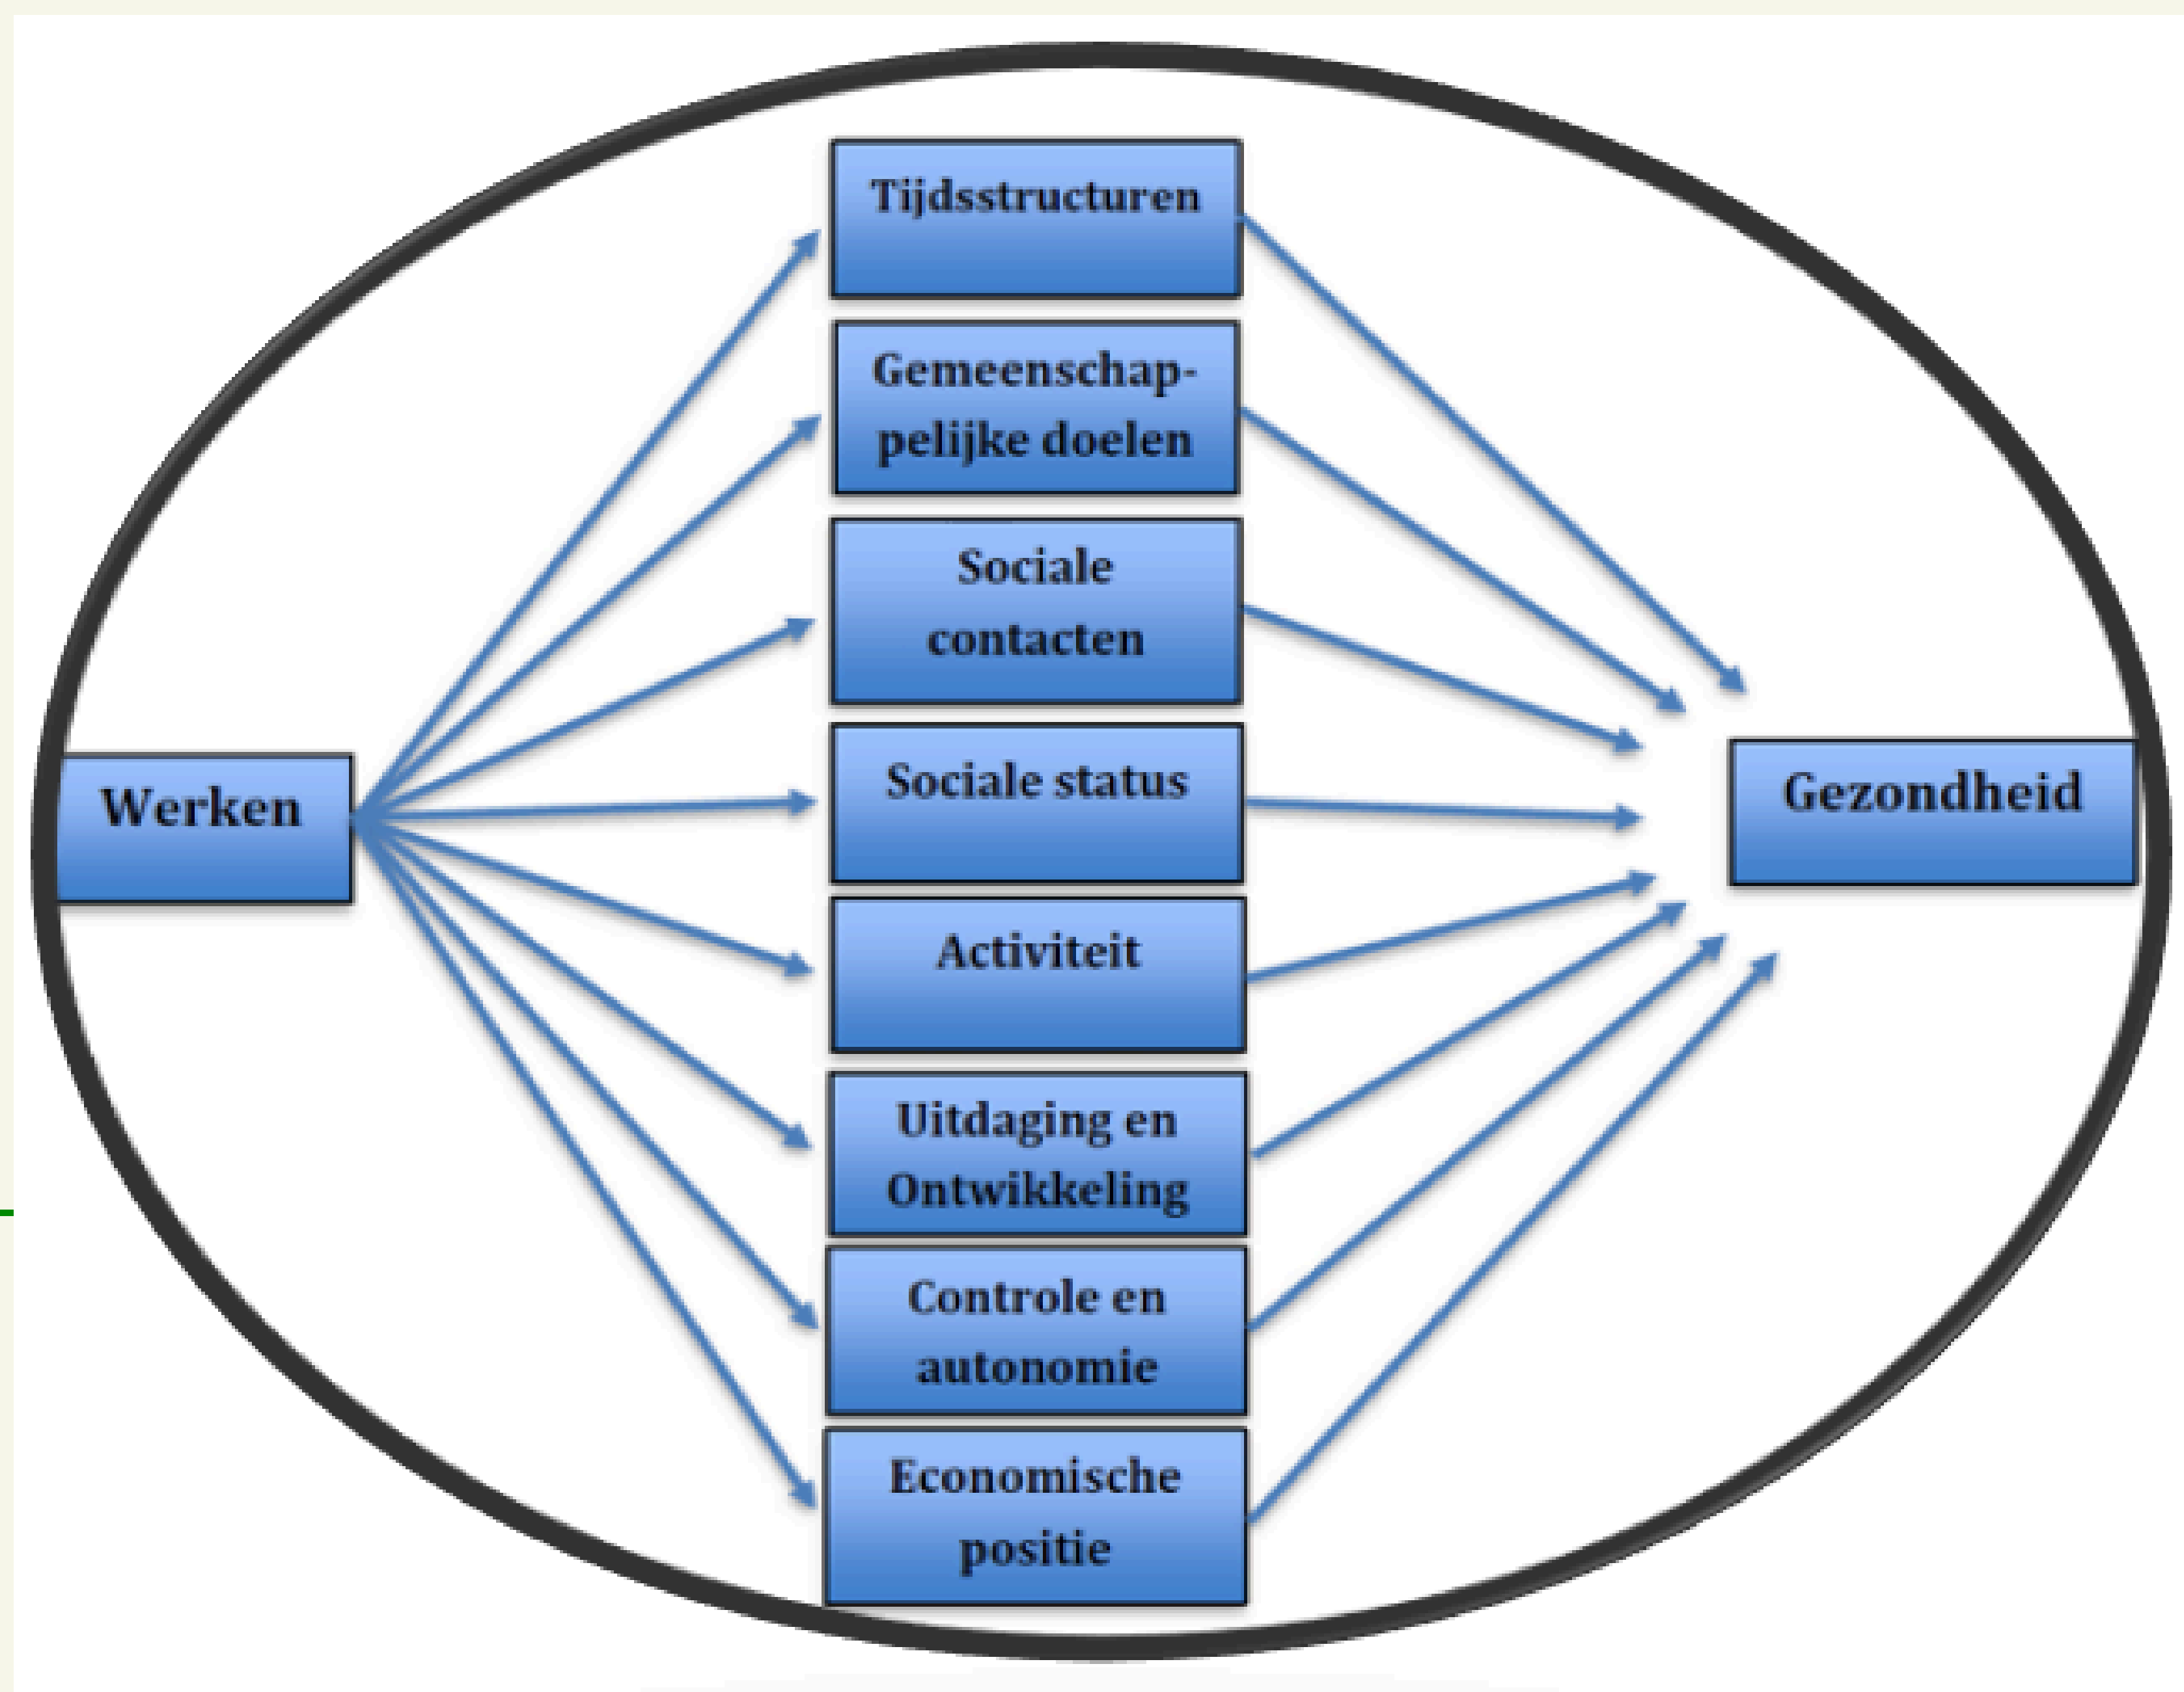 Tijdsstructuren
Gemeenschap-
pelijke doelen
Sociale
contacten
Sociale status
Werken
Gezondheid
Activiteit
Uitdaging en
Ontwikkeling
Controle en
autonomie
Economische
positie